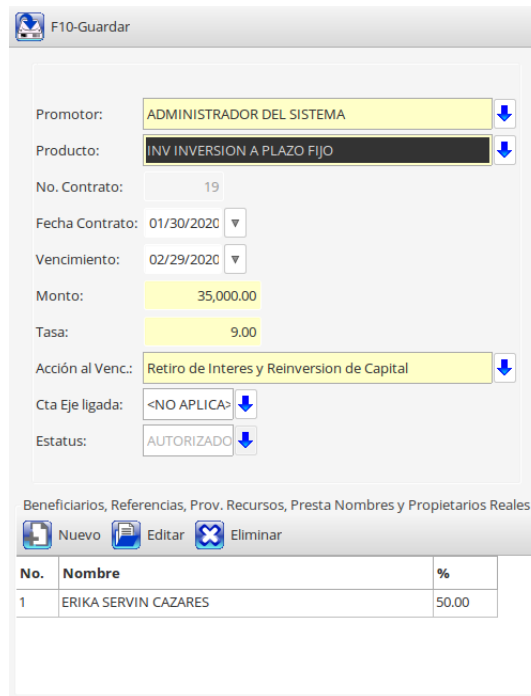 F10-Guardar
Promotor: ADMINISTRADOR DEL SISTEMA
Producto: INV INVERSION A PLAZO FIJO
No. Contrato: 19
Fecha Contrato: 01/30/2020
Vencimiento: 02/29/2020
Monto: 35,000.00
Tasa: 9.00
Acción al Venc.: Retiro de Interes y Reinversion de Capital
Cta Eje ligada: <NO APLICA>
Estatus: AUTORIZADO
Beneficiarios, Referencias, Prov. Recursos, Presta Nombres y Propietarios Reales
Nuevo Editar Eliminar
No. Nombre %
1 ERIKA SERVIN CAZARES 50.00